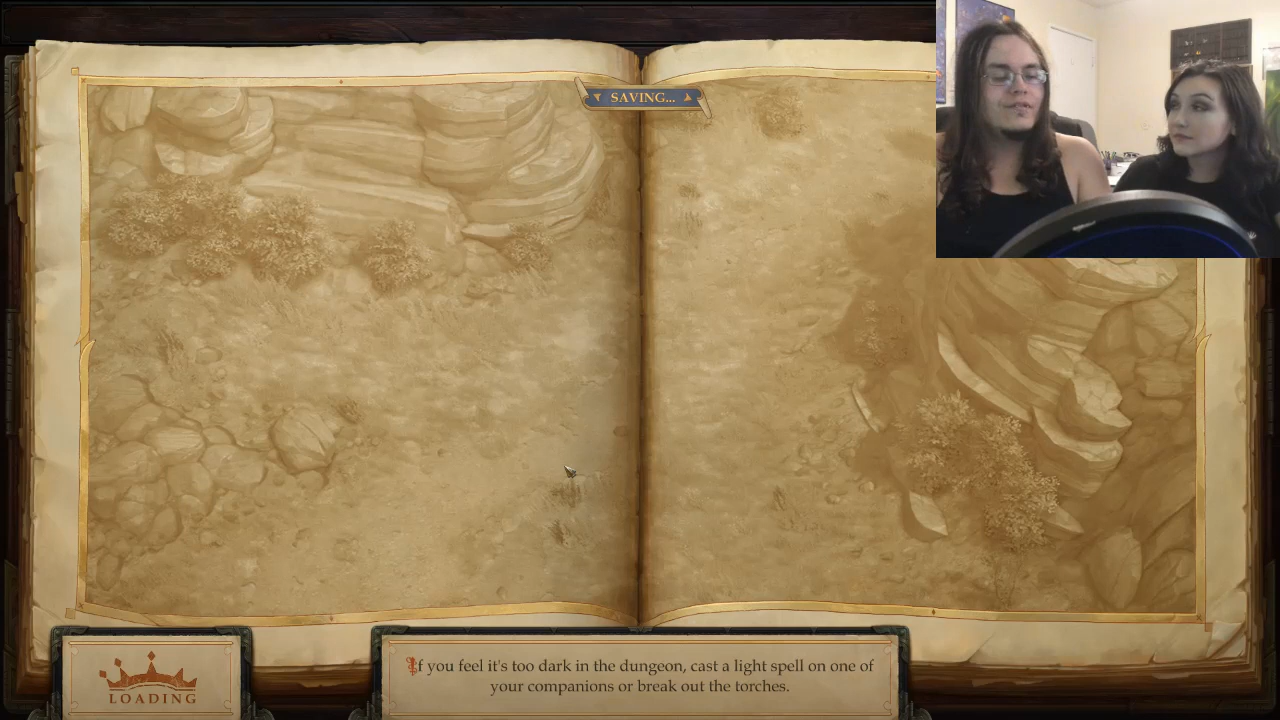 SAVING...
LOADING
If you feel it's too dark in the dungeon, cast a light spell on one of
your companions or break out the torches.